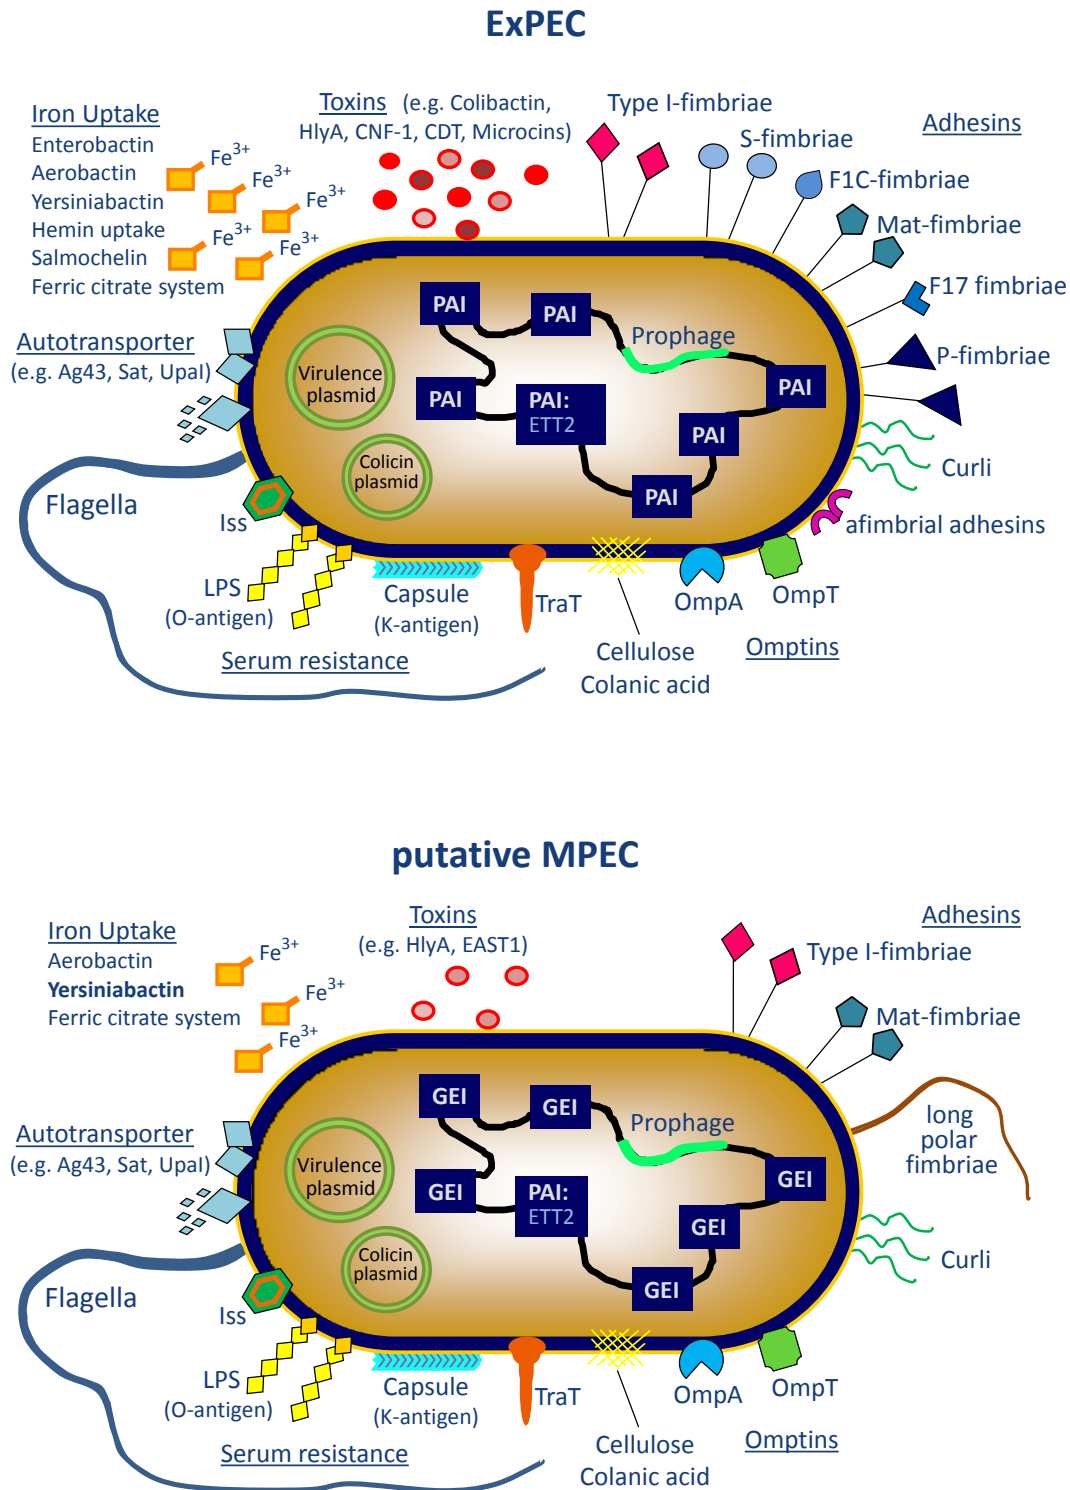 ExPEC
Iron Uptake
Enterobactin
Aerobactin
Yersiniabactin
Hemin uptake
Salmochelin
Ferric citrate system
Fe3+
Fe3+
Fe3+
Fe3+
Fe3+
Toxins (e.g. Colibactin,
HlyA, CNF-1, CDT, Microcins)
Type I-fimbriae
S-fimbriae
Adhesins
F1C-fimbriae
Mat-fimbriae
F17 fimbriae
P-fimbriae
Curli
afimbrial adhesins
Autotransporter
(e.g. Ag43, Sat, UpaI)
Virulence
plasmid
Colicin
plasmid
PAI
PAI
Prophage
PAI
PAI
PAI:
ETT2
PAI
PAI
Flagella
Iss
LPS
(O-antigen)
Capsule
(K-antigen)
TraT
Serum resistance
Cellulose
Colanic acid
OmpA
OmpT
Omptins
putative MPEC
Iron Uptake
Aerobactin
Yersiniabactin
Ferric citrate system
Fe3+
Fe3+
Fe3+
Toxins
(e.g. HlyA, EAST1)
Adhesins
Type I-fimbriae
Mat-fimbriae
long
polar
fimbriae
Curli
Autotransporter
(e.g. Ag43, Sat, UpaI)
Virulence
plasmid
Colicin
plasmid
GEI
GEI
Prophage
GEI
GEI
PAI:
ETT2
GEI
GEI
Flagella
Iss
LPS
(O-antigen)
Capsule
(K-antigen)
TraT
Serum resistance
Cellulose
Colanic acid
OmpA
OmpT
Omptins